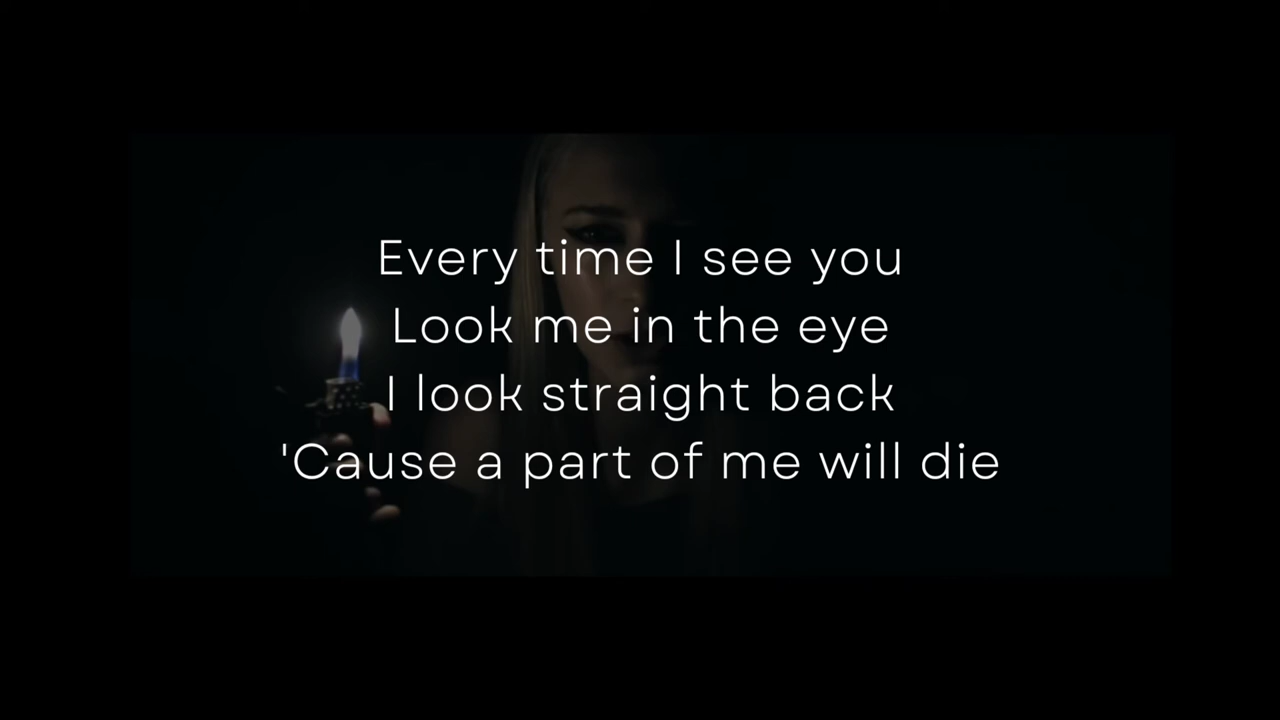 Every time I see you
Look me in the eye
I look straight back
'Cause a part of me will die